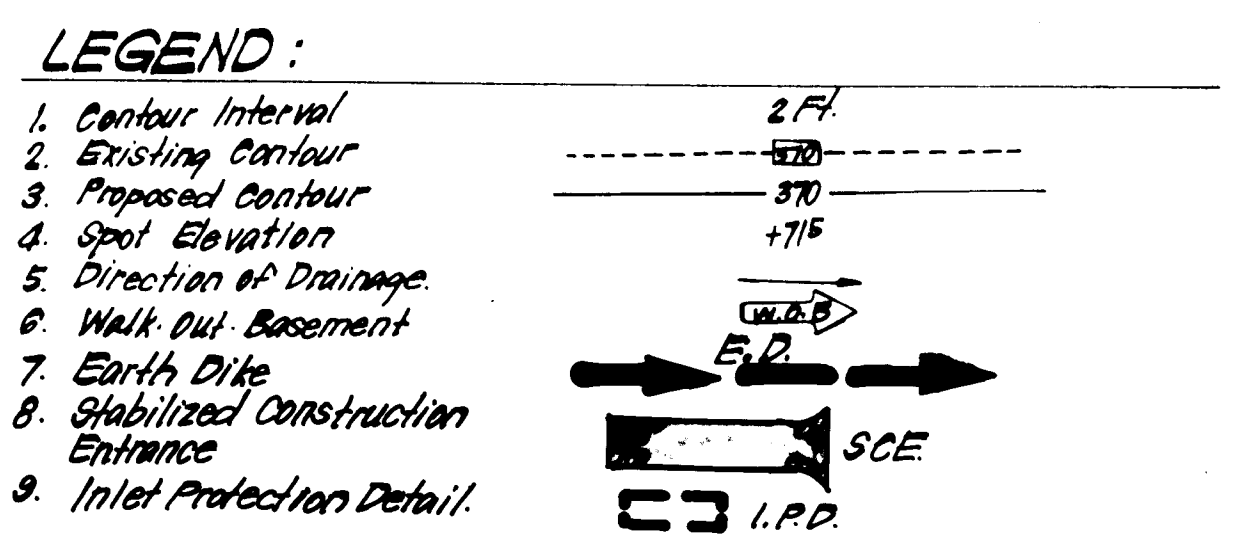 LEGEND:
1. Contour Interval 2 Ft.
2. Existing Contour 370
3. Proposed Contour 370
4. Spot Elevation +715
5. Direction of Drainage.
6. Walk-Out-Basement W.O.B
7. Earth Dike E.D.
8. Stabilized Construction
Entrance SCE.
9. Inlet Protection Detail. I.P.D.